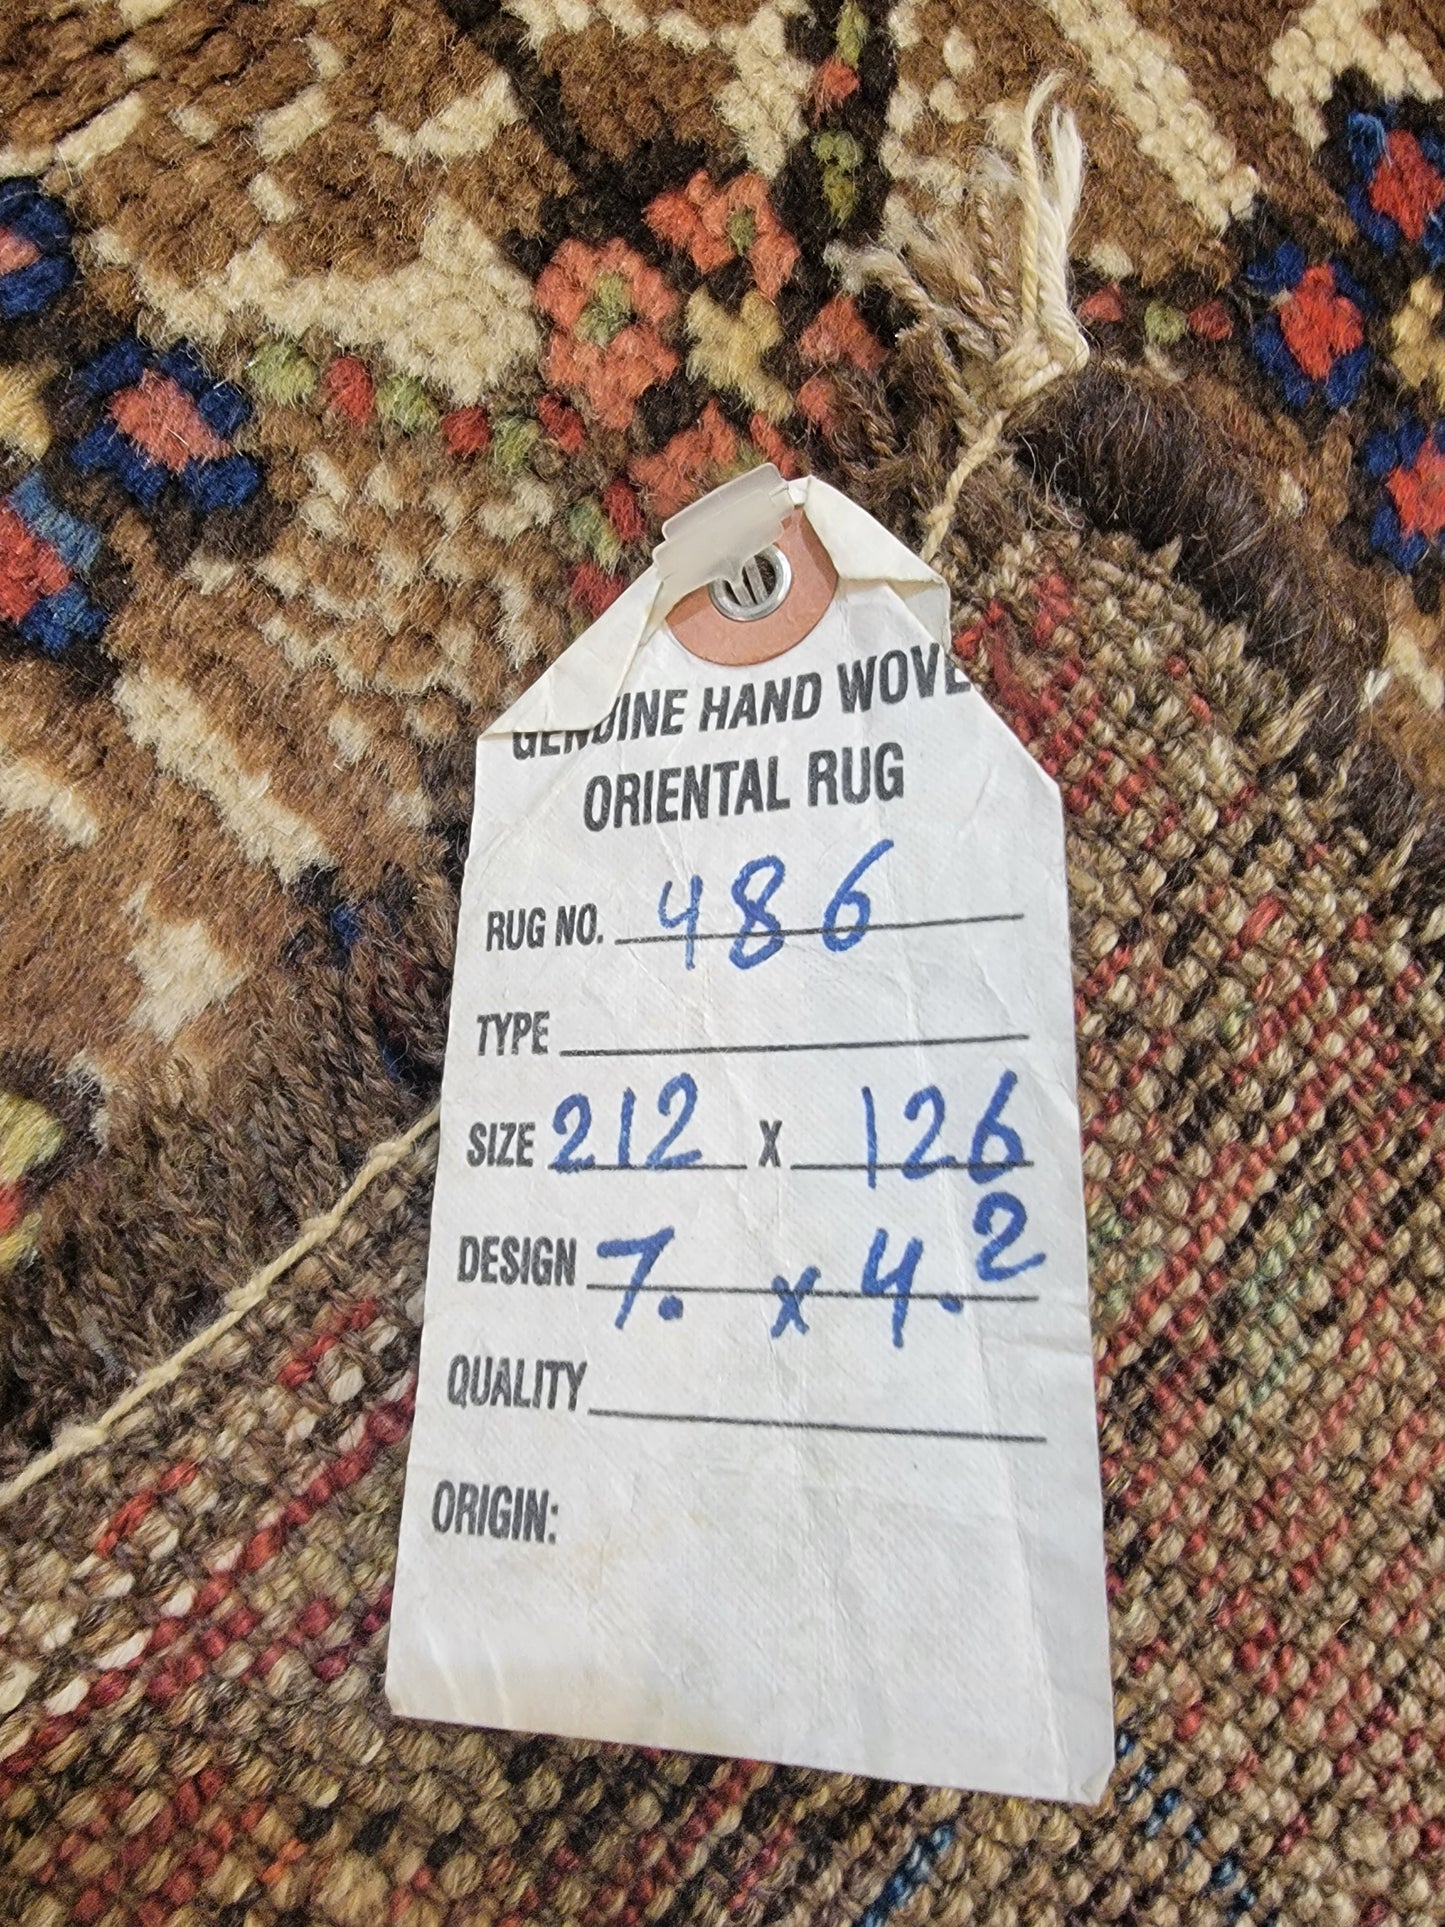 GENUINE HAND WOVE
ORIENTAL RUG
RUG NO. 486
TYPE
SIZE 212 X 126
DESIGN 7. x 4.2
QUALITY
ORIGIN: